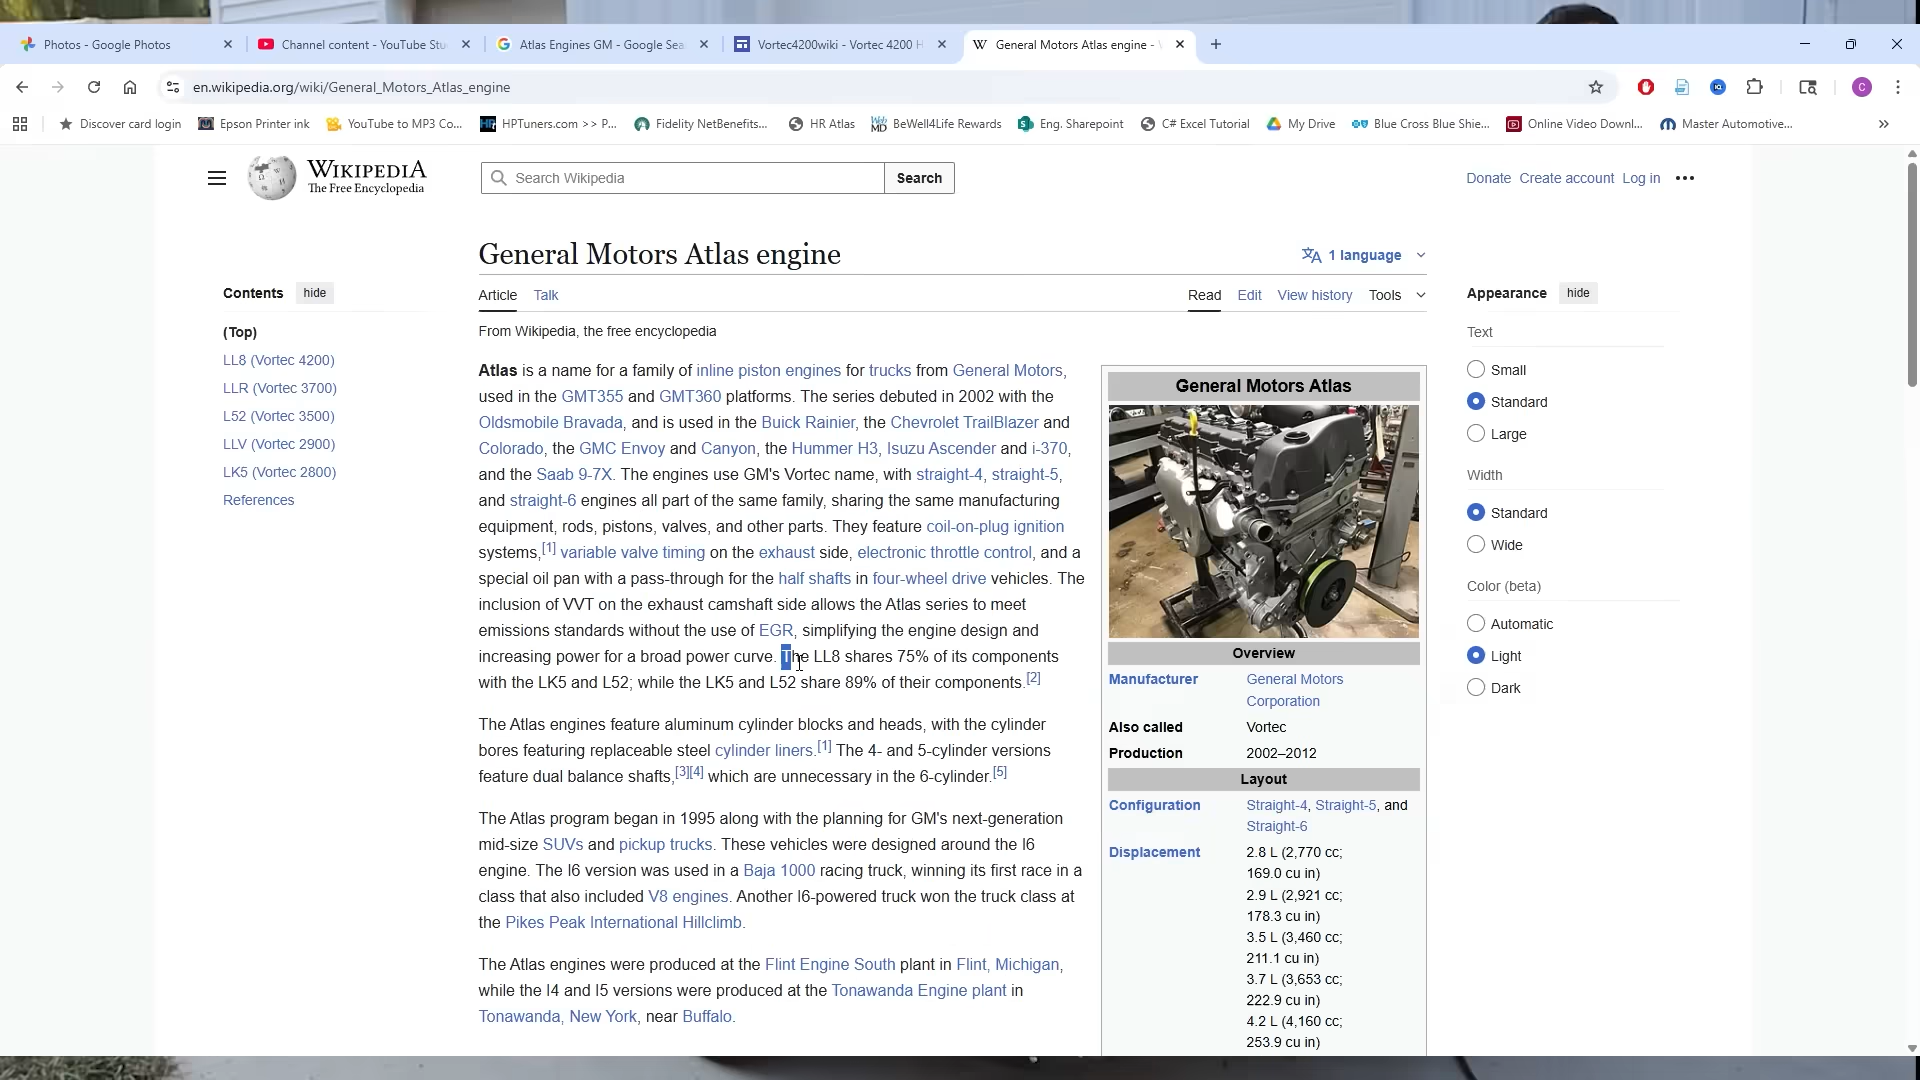 Photos - Google Photos
Channel content - YouTube Stu
Atlas Engines GM - Google Sea
Vortec4200wiki - Vortec 4200 H
General Motors Atlas engine -
en.wikipedia.org/wiki/General_Motors_Atlas_engine
Discover card login
Epson Printer ink
YouTube to MP3 Co...
HPTuners.com >> P...
Fidelity NetBenefits...
HR Atlas
BeWell4Life Rewards
Eng. Sharepoint
C# Excel Tutorial
My Drive
Blue Cross Blue Shie...
Online Video Downl...
Master Automotive...
WIKIPEDIA
The Free Encyclopedia
Search Wikipedia
Search
Donate Create account Log in
General Motors Atlas engine
1 language
Contents hide
(Top)
LL8 (Vortec 4200)
LLR (Vortec 3700)
L52 (Vortec 3500)
LLV (Vortec 2900)
LK5 (Vortec 2800)
References
Article Talk
Read Edit View history Tools
From Wikipedia, the free encyclopedia
Atlas is a name for a family of inline piston engines for trucks from General Motors,
used in the GMT355 and GMT360 platforms. The series debuted in 2002 with the
Oldsmobile Bravada, and is used in the Buick Rainier, the Chevrolet TrailBlazer and
Colorado, the GMC Envoy and Canyon, the Hummer H3, Isuzu Ascender and i-370,
and the Saab 9-7X. The engines use GM's Vortec name, with straight-4, straight-5,
and straight-6 engines all part of the same family, sharing the same manufacturing
equipment, rods, pistons, valves, and other parts. They feature coil-on-plug ignition
systems,[1] variable valve timing on the exhaust side, electronic throttle control, and a
special oil pan with a pass-through for the half shafts in four-wheel drive vehicles. The
inclusion of VVT on the exhaust camshaft side allows the Atlas series to meet
emissions standards without the use of EGR, simplifying the engine design and
increasing power for a broad power curve. The LL8 shares 75% of its components
with the LK5 and L52; while the LK5 and L52 share 89% of their components.[2]
The Atlas engines feature aluminum cylinder blocks and heads, with the cylinder
bores featuring replaceable steel cylinder liners.[1] The 4- and 5-cylinder versions
feature dual balance shafts,[3][4] which are unnecessary in the 6-cylinder.[5]
The Atlas program began in 1995 along with the planning for GM's next-generation
mid-size SUVs and pickup trucks. These vehicles were designed around the I6
engine. The I6 version was used in a Baja 1000 racing truck, winning its first race in a
class that also included V8 engines. Another I6-powered truck won the truck class at
the Pikes Peak International Hillclimb.
The Atlas engines were produced at the Flint Engine South plant in Flint, Michigan,
while the I4 and I5 versions were produced at the Tonawanda Engine plant in
Tonawanda, New York, near Buffalo.
General Motors Atlas
Overview
Manufacturer General Motors
Corporation
Also called Vortec
Production 2002–2012
Layout
Configuration Straight-4, Straight-5, and
Straight-6
Displacement 2.8 L (2,770 cc;
169.0 cu in)
2.9 L (2,921 cc;
178.3 cu in)
3.5 L (3,460 cc;
211.1 cu in)
3.7 L (3,653 cc;
222.9 cu in)
4.2 L (4,160 cc;
253.9 cu in)
Appearance hide
Text
Small
Standard
Large
Width
Standard
Wide
Color (beta)
Automatic
Light
Dark